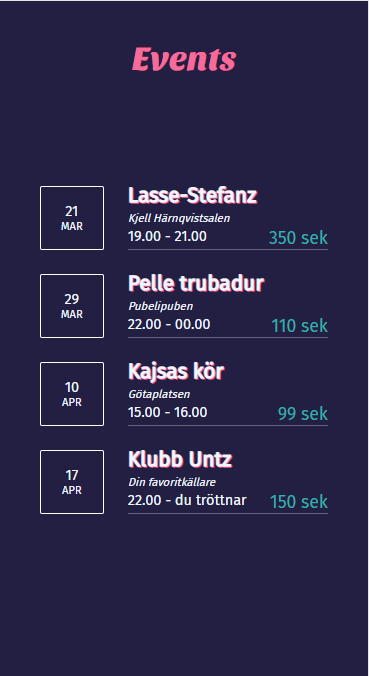 Events
21
MAR
Lasse-Stefanz
Kjell Härnqvistsalen
19.00 - 21.00
350 sek
29
MAR
Pelle trubadur
Pubelipuben
22.00 - 00.00
110 sek
10
APR
Kajsas kör
Götaplatsen
15.00 - 16.00
99 sek
17
APR
Klubb Untz
Din favoritkällare
22.00 - du tröttnar
150 sek